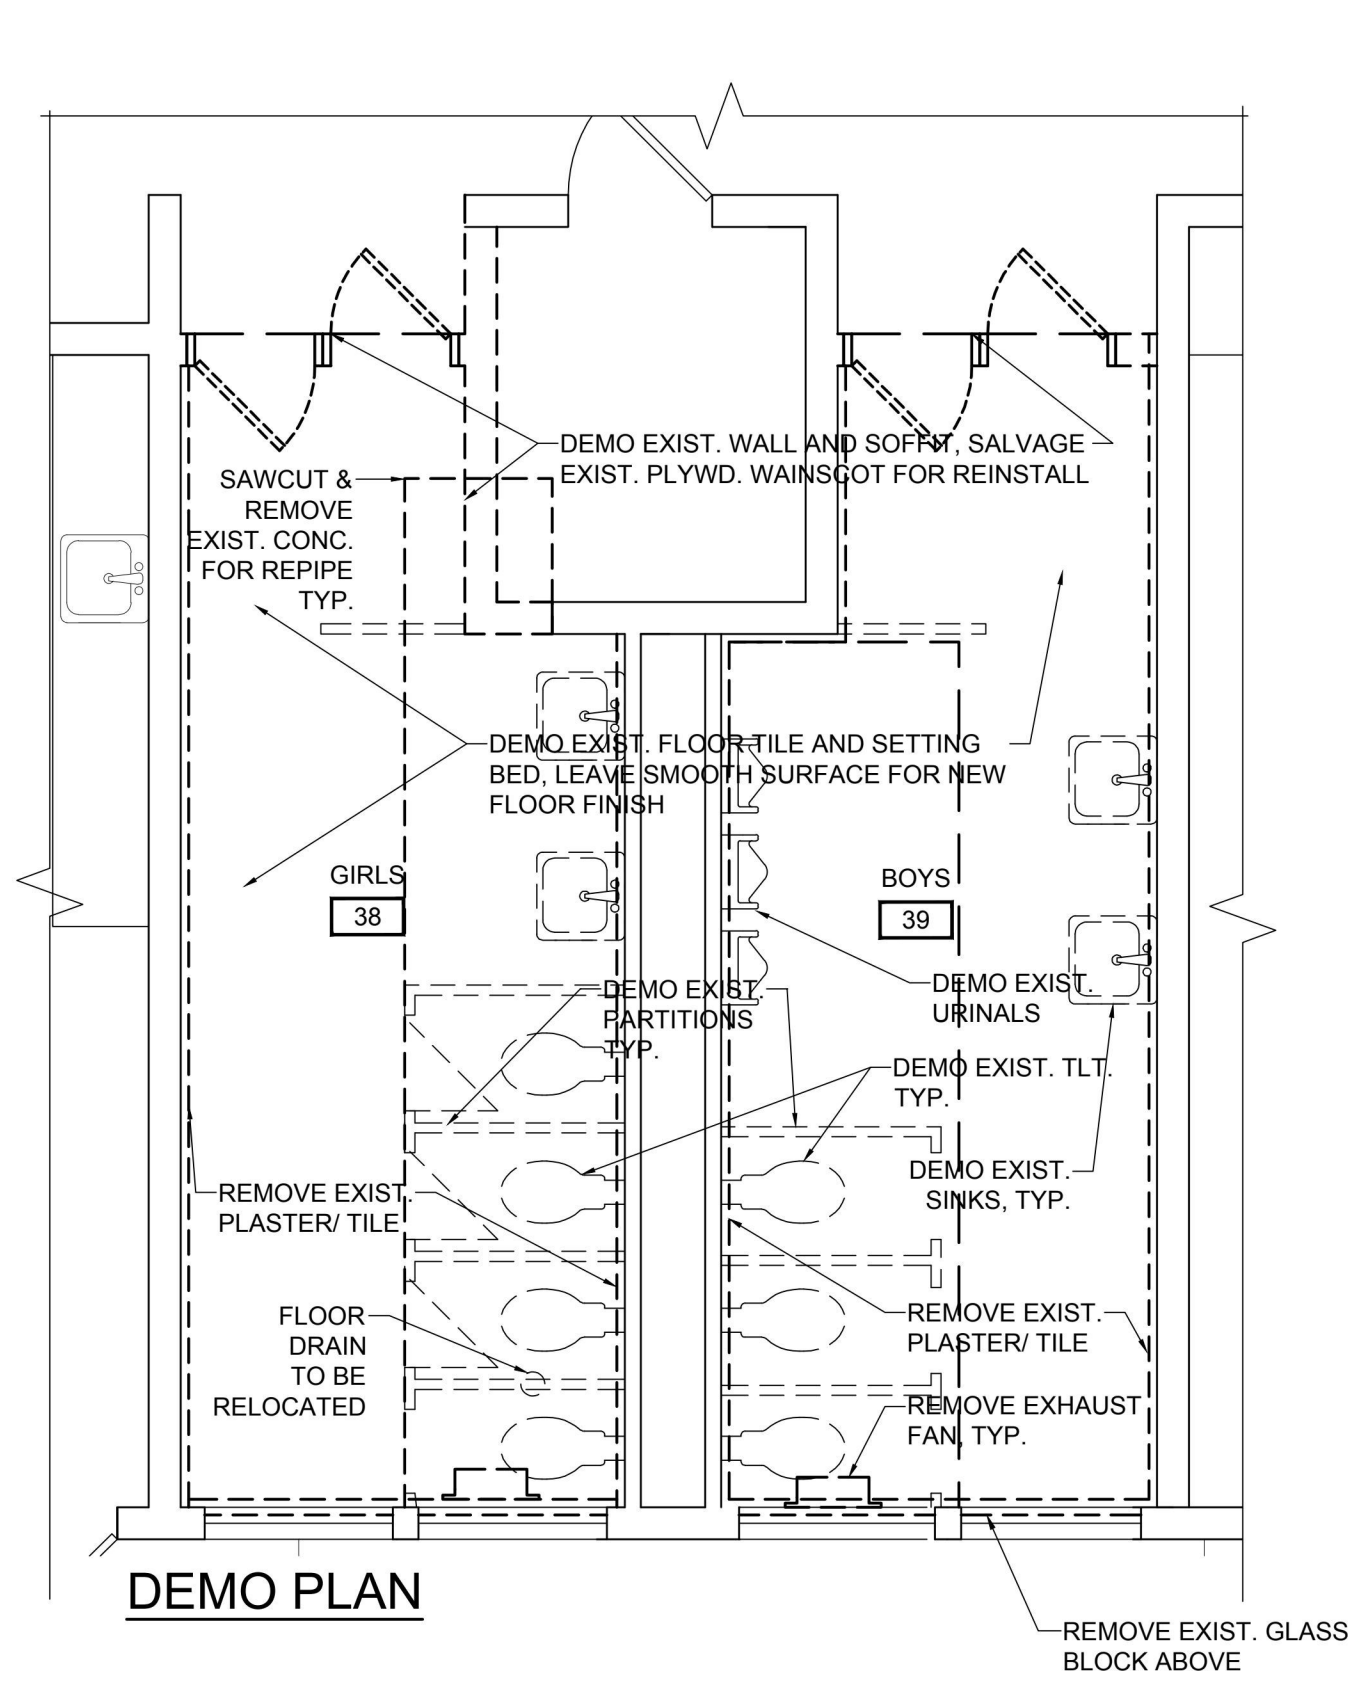 DEMO EXIST. WALL AND SOFFIT, SALVAGE
EXIST. PLYWD. WAINSCOT FOR REINSTALL
SAWCUT &
REMOVE
EXIST. CONC.
FOR REPIPE
TYP.
DEMO EXIST. FLOOR TILE AND SETTING
BED, LEAVE SMOOTH SURFACE FOR NEW
FLOOR FINISH
GIRLS
38
BOYS
39
DEMO EXIST.
PARTITIONS
TYP.
DEMO EXIST.
URINALS
DEMO EXIST. TLT.
TYP.
DEMO EXIST.
SINKS, TYP.
REMOVE EXIST.
PLASTER/ TILE
FLOOR
DRAIN
TO BE
RELOCATED
REMOVE EXIST.
PLASTER/ TILE
REMOVE EXHAUST
FAN, TYP.
DEMO PLAN
REMOVE EXIST. GLASS
BLOCK ABOVE